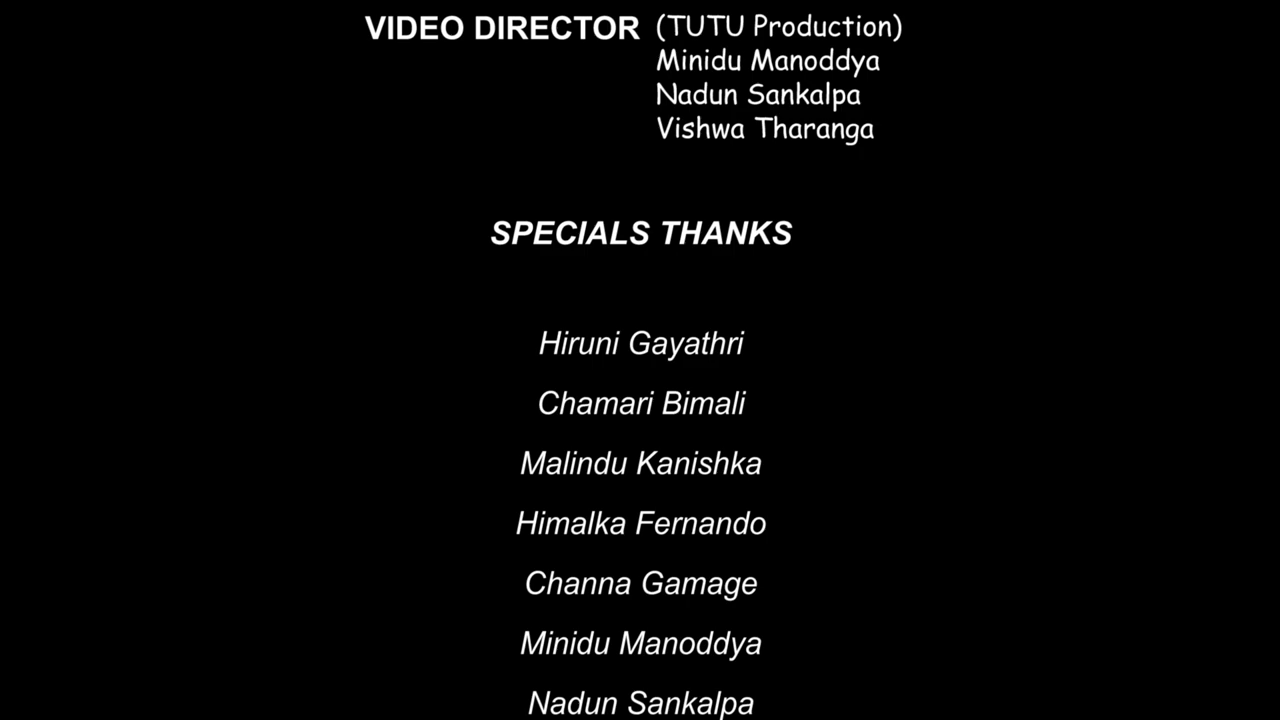 VIDEO DIRECTOR (TUTU Production)
Minidu Manoddya
Nadun Sankalpa
Vishwa Tharanga
SPECIALS THANKS
Hiruni Gayathri
Chamari Bimali
Malindu Kanishka
Himalka Fernando
Channa Gamage
Minidu Manoddya
Nadun Sankalpa